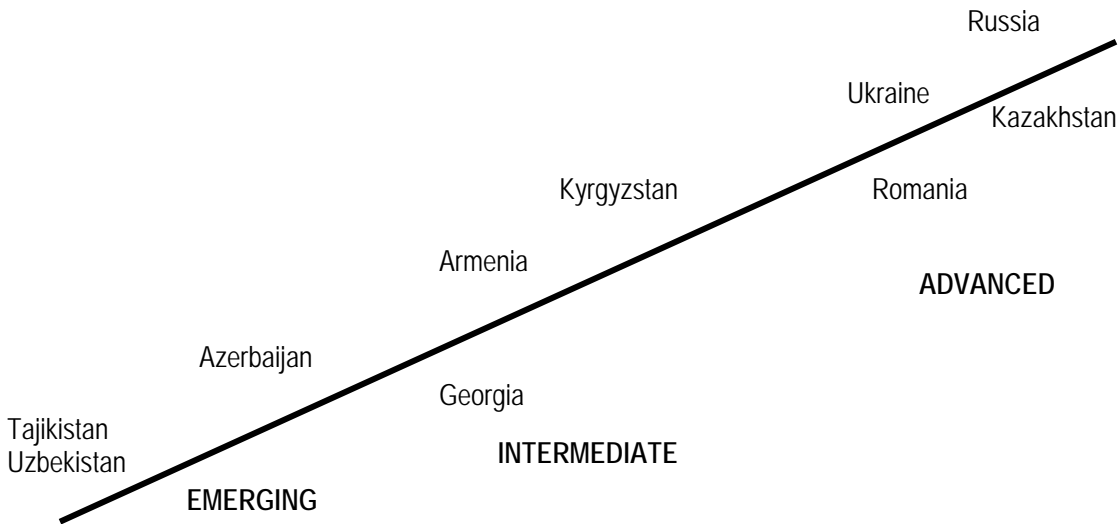 Russia
Ukraine
Kazakhstan
Kyrgyzstan
Romania
Armenia
ADVANCED
Azerbaijan
Georgia
Tajikistan
Uzbekistan
INTERMEDIATE
EMERGING